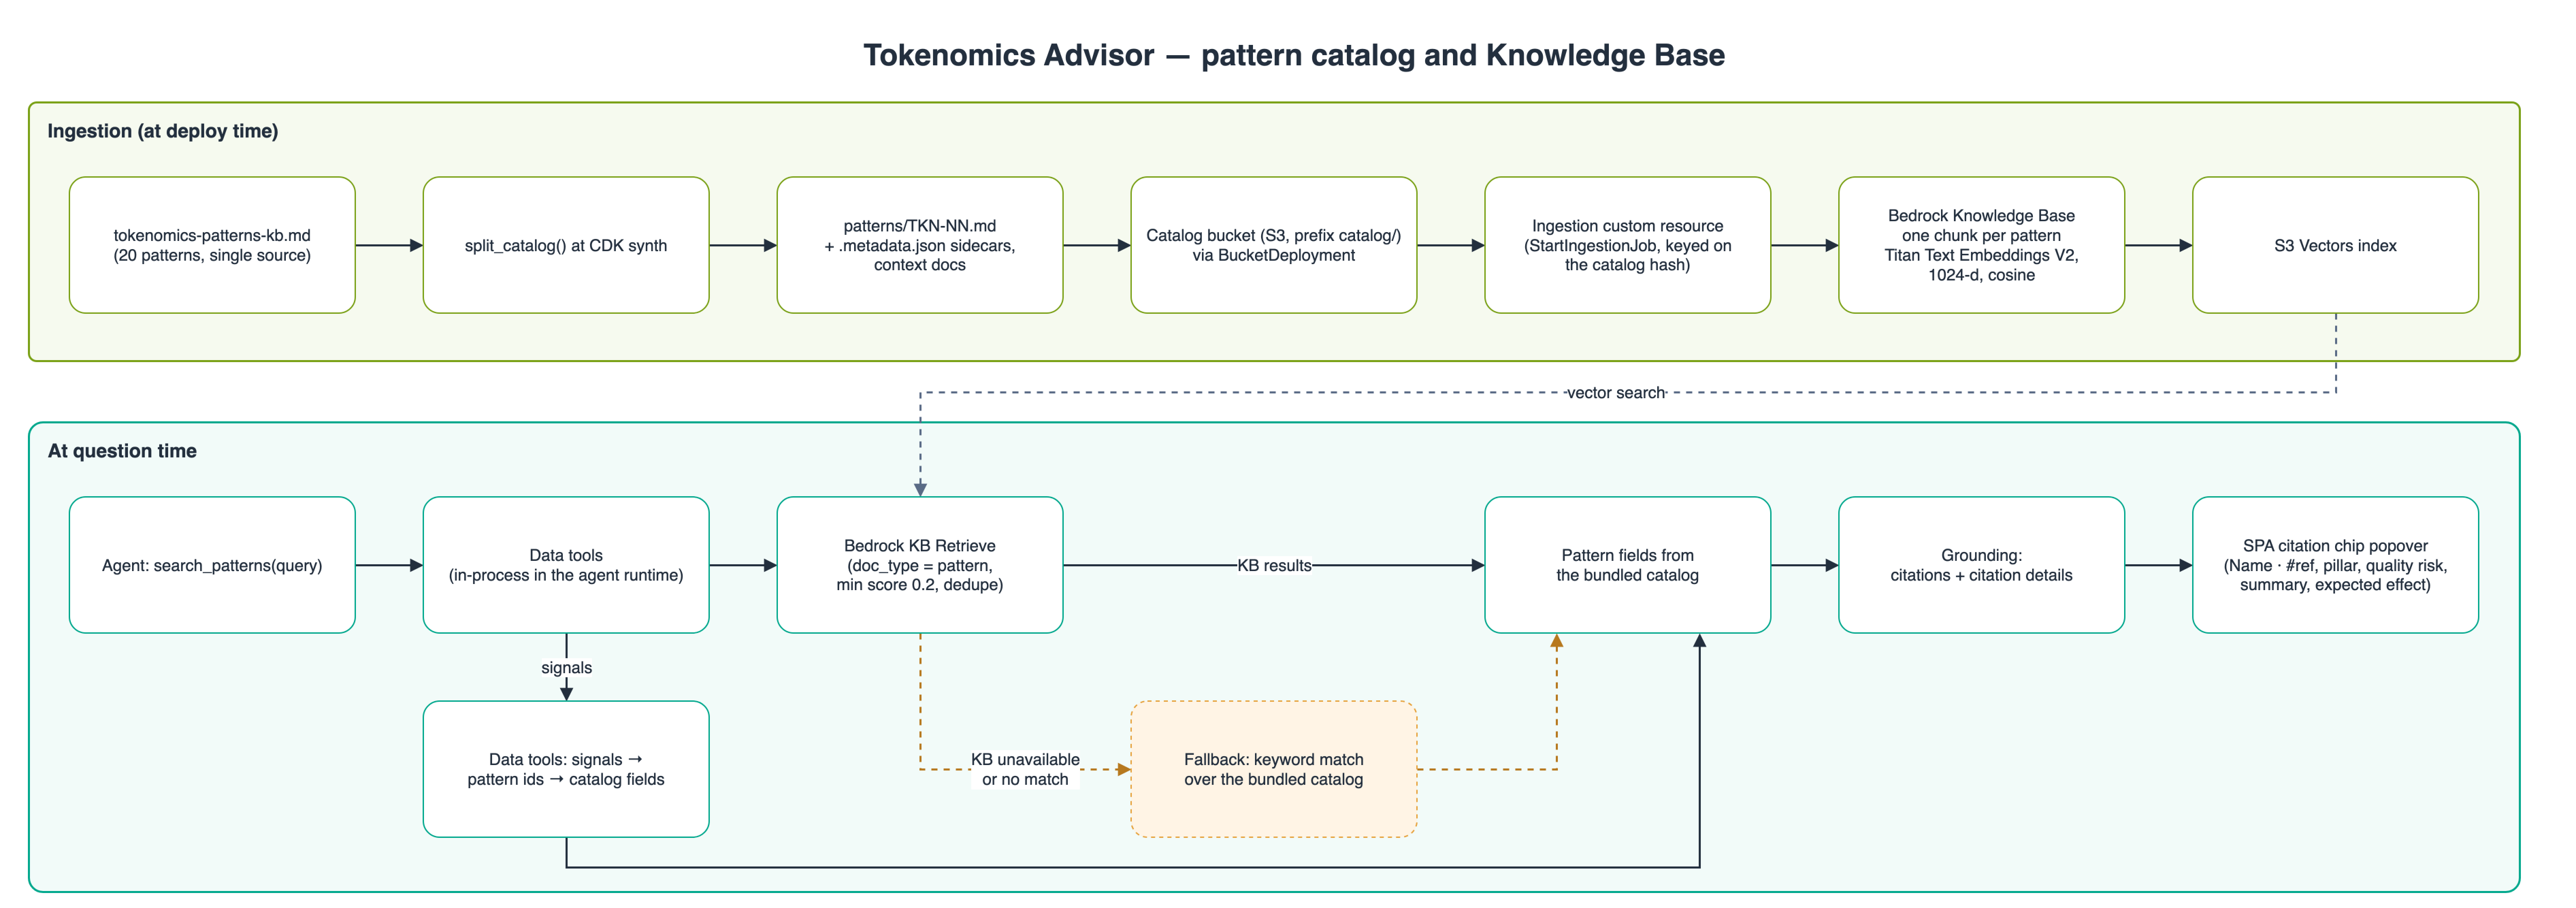 Tokenomics Advisor — pattern catalog and Knowledge Base
Ingestion (at deploy time)
tokenomics-patterns-kb.md
(20 patterns, single source)
split_catalog() at CDK synth
patterns/TKN-NN.md
+ .metadata.json sidecars,
context docs
Catalog bucket (S3, prefix catalog/)
via BucketDeployment
Ingestion custom resource
(StartIngestionJob, keyed on
the catalog hash)
Bedrock Knowledge Base
one chunk per pattern
Titan Text Embeddings V2,
1024-d, cosine
S3 Vectors index
vector search
At question time
Agent: search_patterns(query)
Data tools
(in-process in the agent runtime)
Bedrock KB Retrieve
(doc_type = pattern,
min score 0.2, dedupe)
KB results
Pattern fields from
the bundled catalog
Grounding:
citations + citation details
SPA citation chip popover
(Name · #ref, pillar, quality risk,
summary, expected effect)
signals
Data tools: signals →
pattern ids → catalog fields
KB unavailable
or no match
Fallback: keyword match
over the bundled catalog